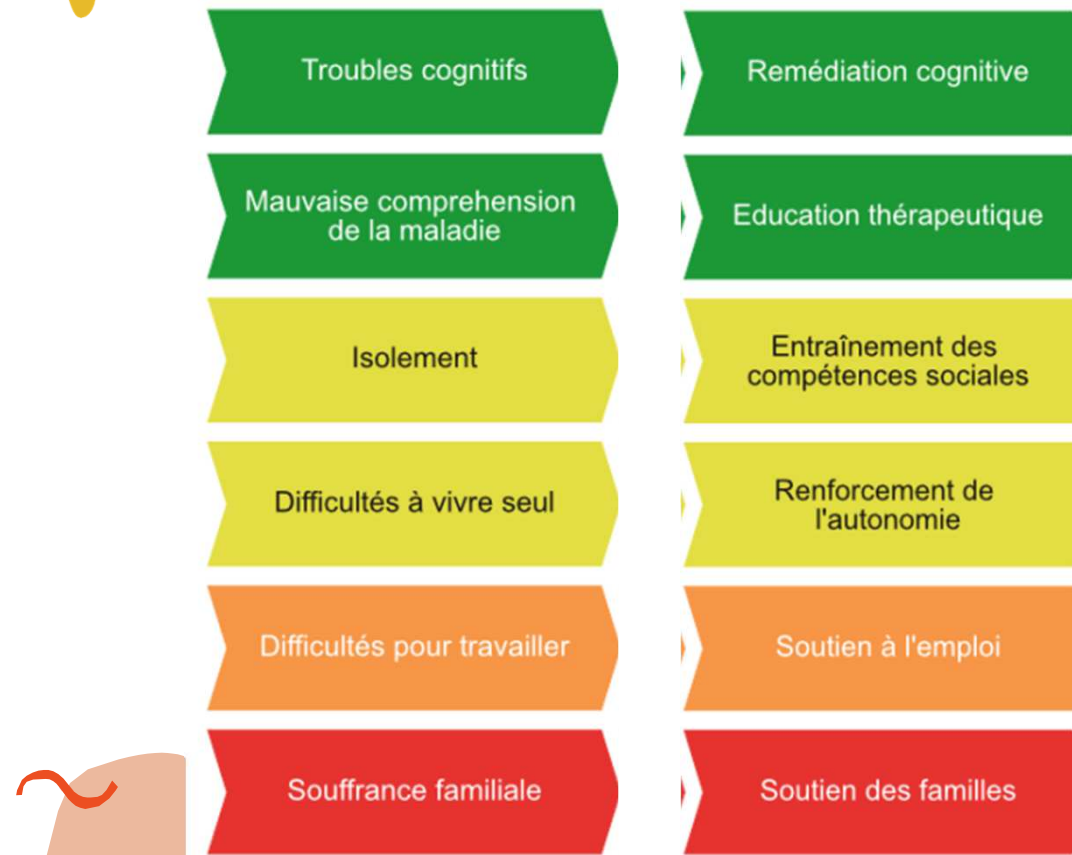 Troubles cognitifs
Remédiation cognitive
Mauvaise comprehension
de la maladie
Education thérapeutique
Isolement
Entraînement des
compétences sociales
Difficultés à vivre seul
Renforcement de
l'autonomie
Difficultés pour travailler
Soutien à l'emploi
Souffrance familiale
Soutien des familles